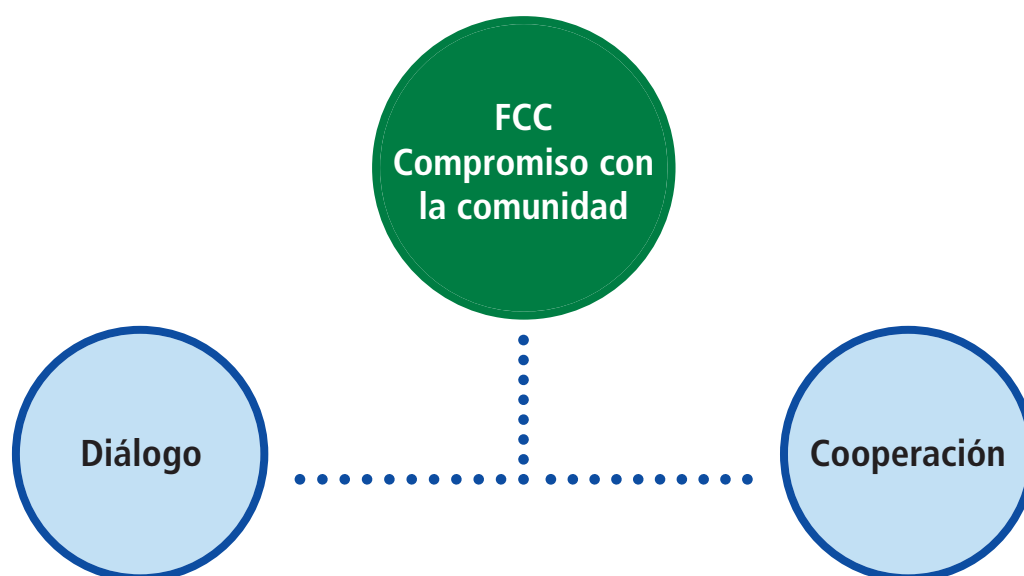 FCC
Compromiso con
la comunidad
Diálogo
Cooperación